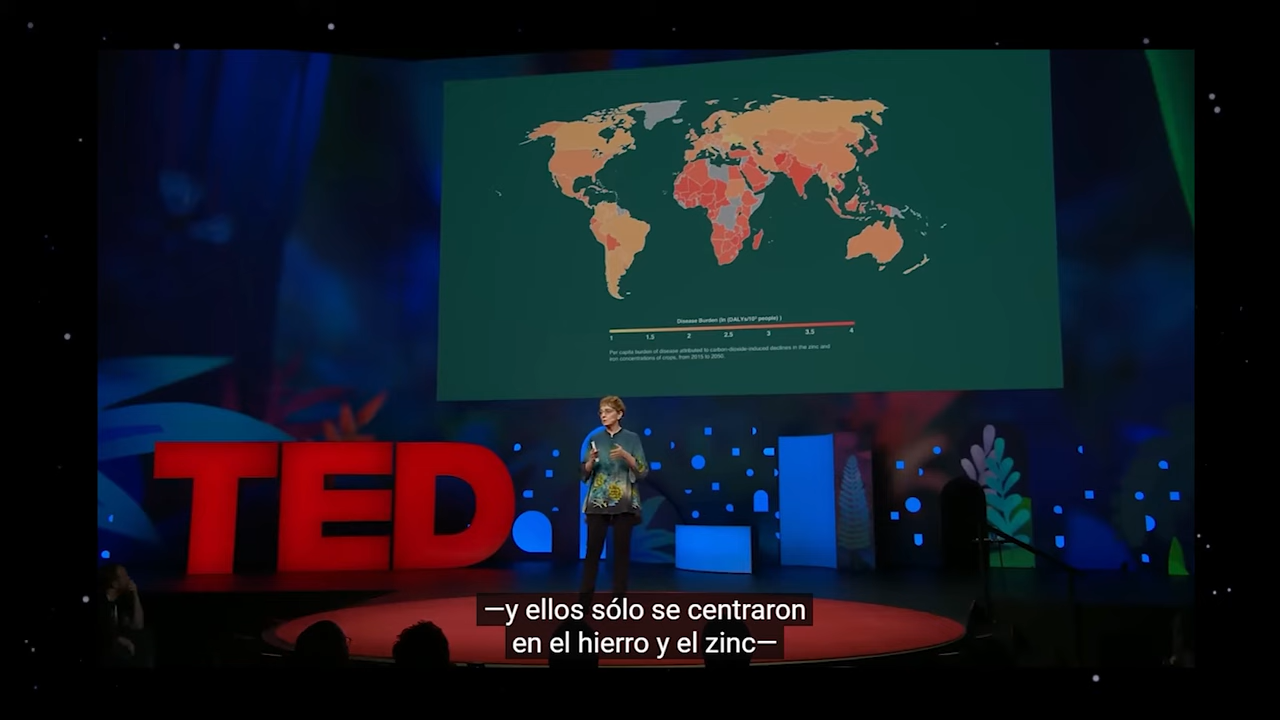 Disease Burden (ln (DALYs/10⁶ people) )
1 1.5 2 2.5 3 3.5 4
Per capita burden of disease attributed to carbon-dioxide-induced declines in the zinc and
iron concentrations of crops, from 2015 to 2050.
TED
—y ellos sólo se centraron
en el hierro y el zinc—